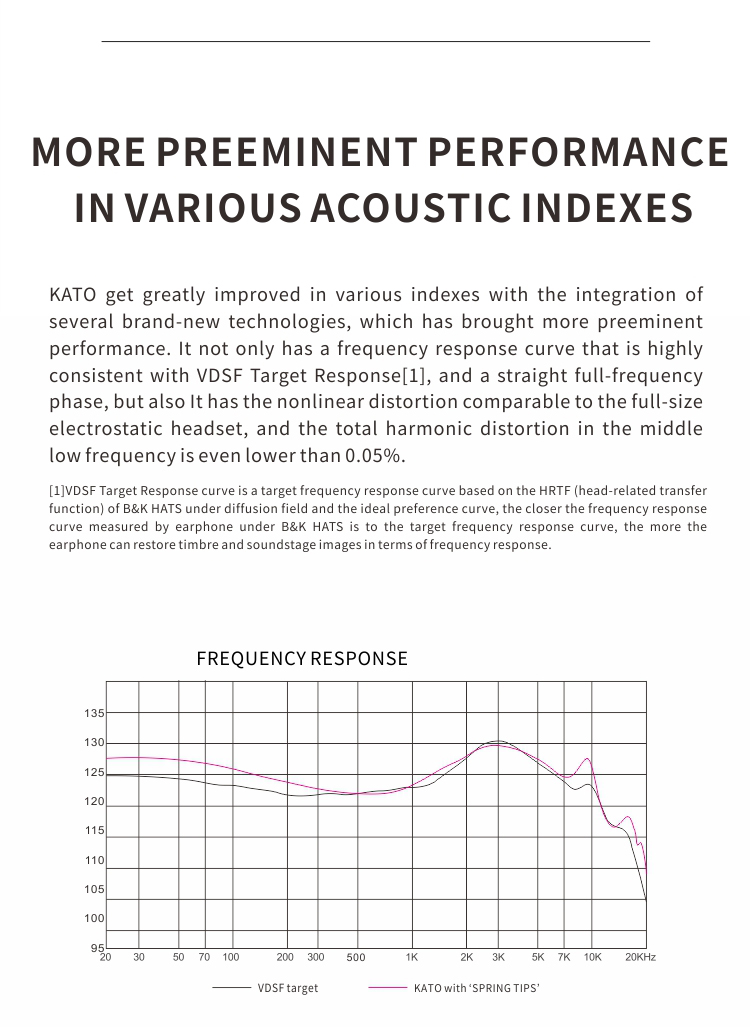 MORE PREEMINENT PERFORMANCE
IN VARIOUS ACOUSTIC INDEXES
KATO get greatly improved in various indexes with the integration of
several brand-new technologies, which has brought more preeminent
performance. It not only has a frequency response curve that is highly
consistent with VDSF Target Response[1], and a straight full-frequency
phase, but also It has the nonlinear distortion comparable to the full-size
electrostatic headset, and the total harmonic distortion in the middle
low frequency is even lower than 0.05%.
[1]VDSF Target Response curve is a target frequency response curve based on the HRTF (head-related transfer
function) of B&K HATS under diffusion field and the ideal preference curve, the closer the frequency response
curve measured by earphone under B&K HATS is to the target frequency response curve, the more the
earphone can restore timbre and soundstage images in terms of frequency response.
FREQUENCY RESPONSE
135
130
125
120
115
110
105
100
95
20 30 50 70 100 200 300 500 1K 2K 3K 5K 7K 10K 20KHz
VDSF target KATO with ‘SPRING TIPS’